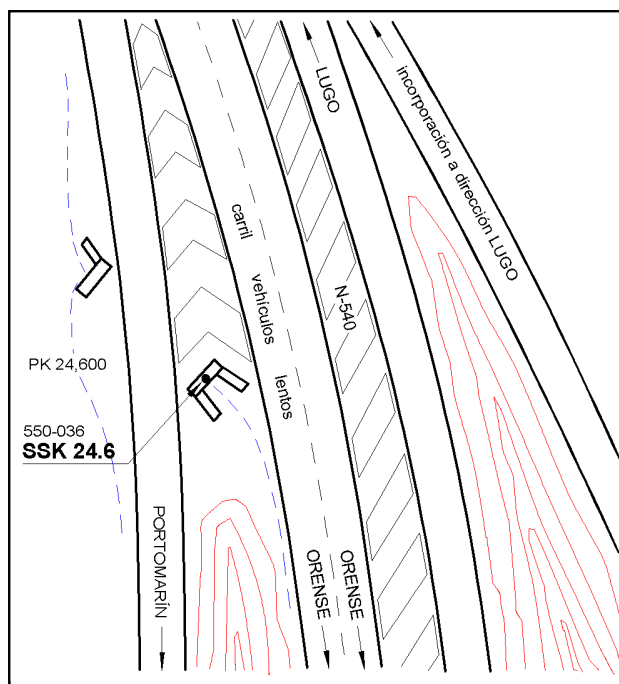 LUGO
incorporación a dirección LUGO
carril
vehículos
lentos
N-540
PK 24,600
550-036
SSK 24.6
PORTOMARÍN
ORENSE
ORENSE